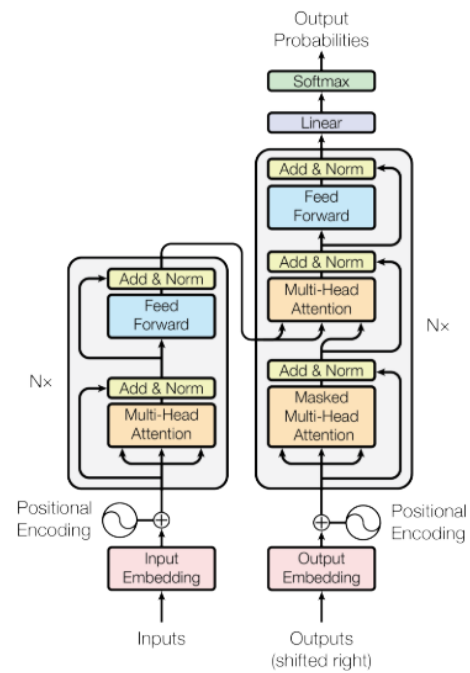 Output
Probabilities
Softmax
Linear
Add & Norm
Feed
Forward
Add & Norm
Multi-Head
Attention
Add & Norm
Masked
Multi-Head
Attention
N×
Add & Norm
Feed
Forward
Add & Norm
Multi-Head
Attention
N×
Positional
Encoding
Positional
Encoding
Input
Embedding
Output
Embedding
Inputs
Outputs
(shifted right)